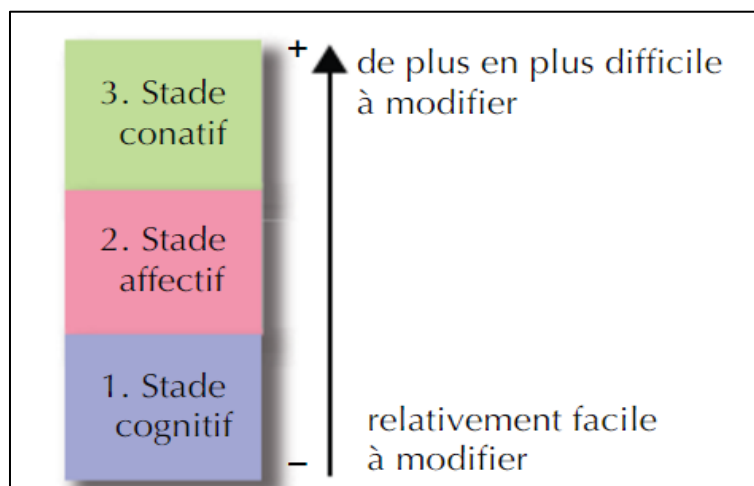 3. Stade
conatif
2. Stade
affectif
1. Stade
cognitif
+
de plus en plus difficile
à modifier
relativement facile
à modifier
–